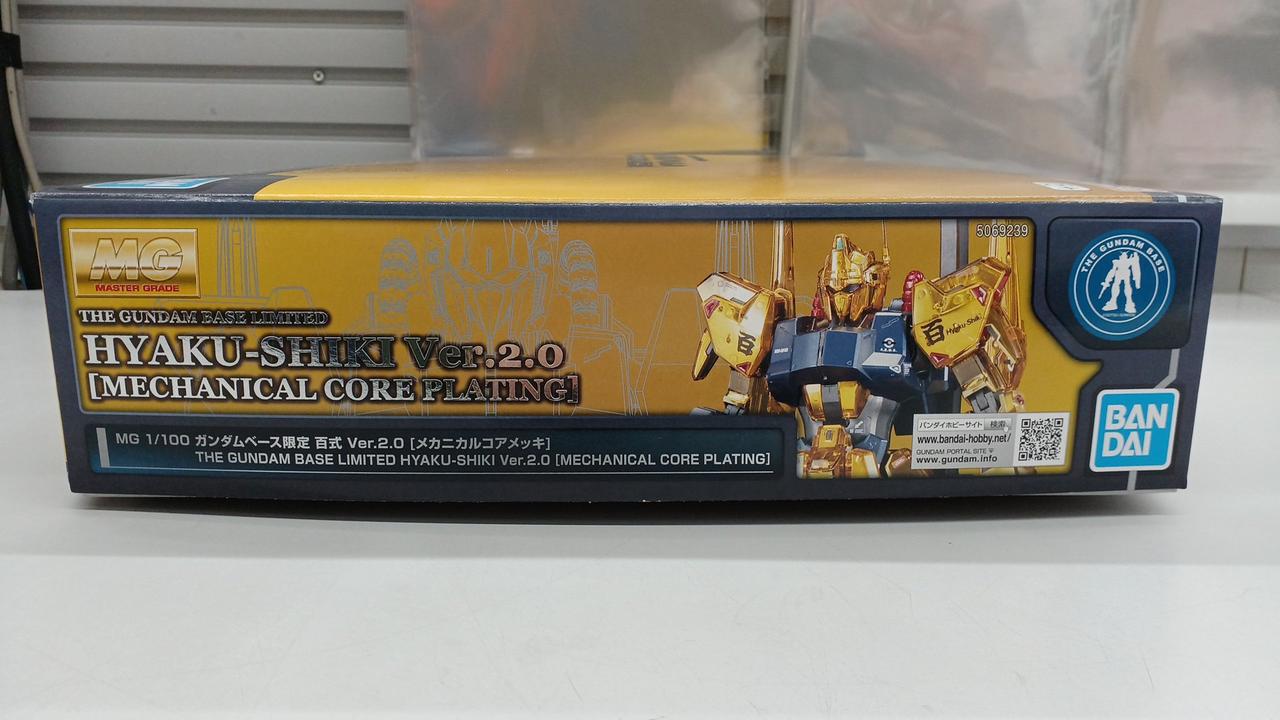 MG
MASTER GRADE
THE GUNDAM BASE LIMITED
HYAKU-SHIKI Ver.2.0
[MECHANICAL CORE PLATING]
MG 1/100 ガンダムベース限定 百式 Ver.2.0 [メカニカルコアメッキ]
THE GUNDAM BASE LIMITED HYAKU-SHIKI Ver.2.0 [MECHANICAL CORE PLATING]
5069239
百
百
Hyaku-Shiki
THE GUNDAM BASE
バンダイホビーサイト 検索
www.bandai-hobby.net/
GUNDAM PORTAL SITE
www.gundam.info
BAN
DAI